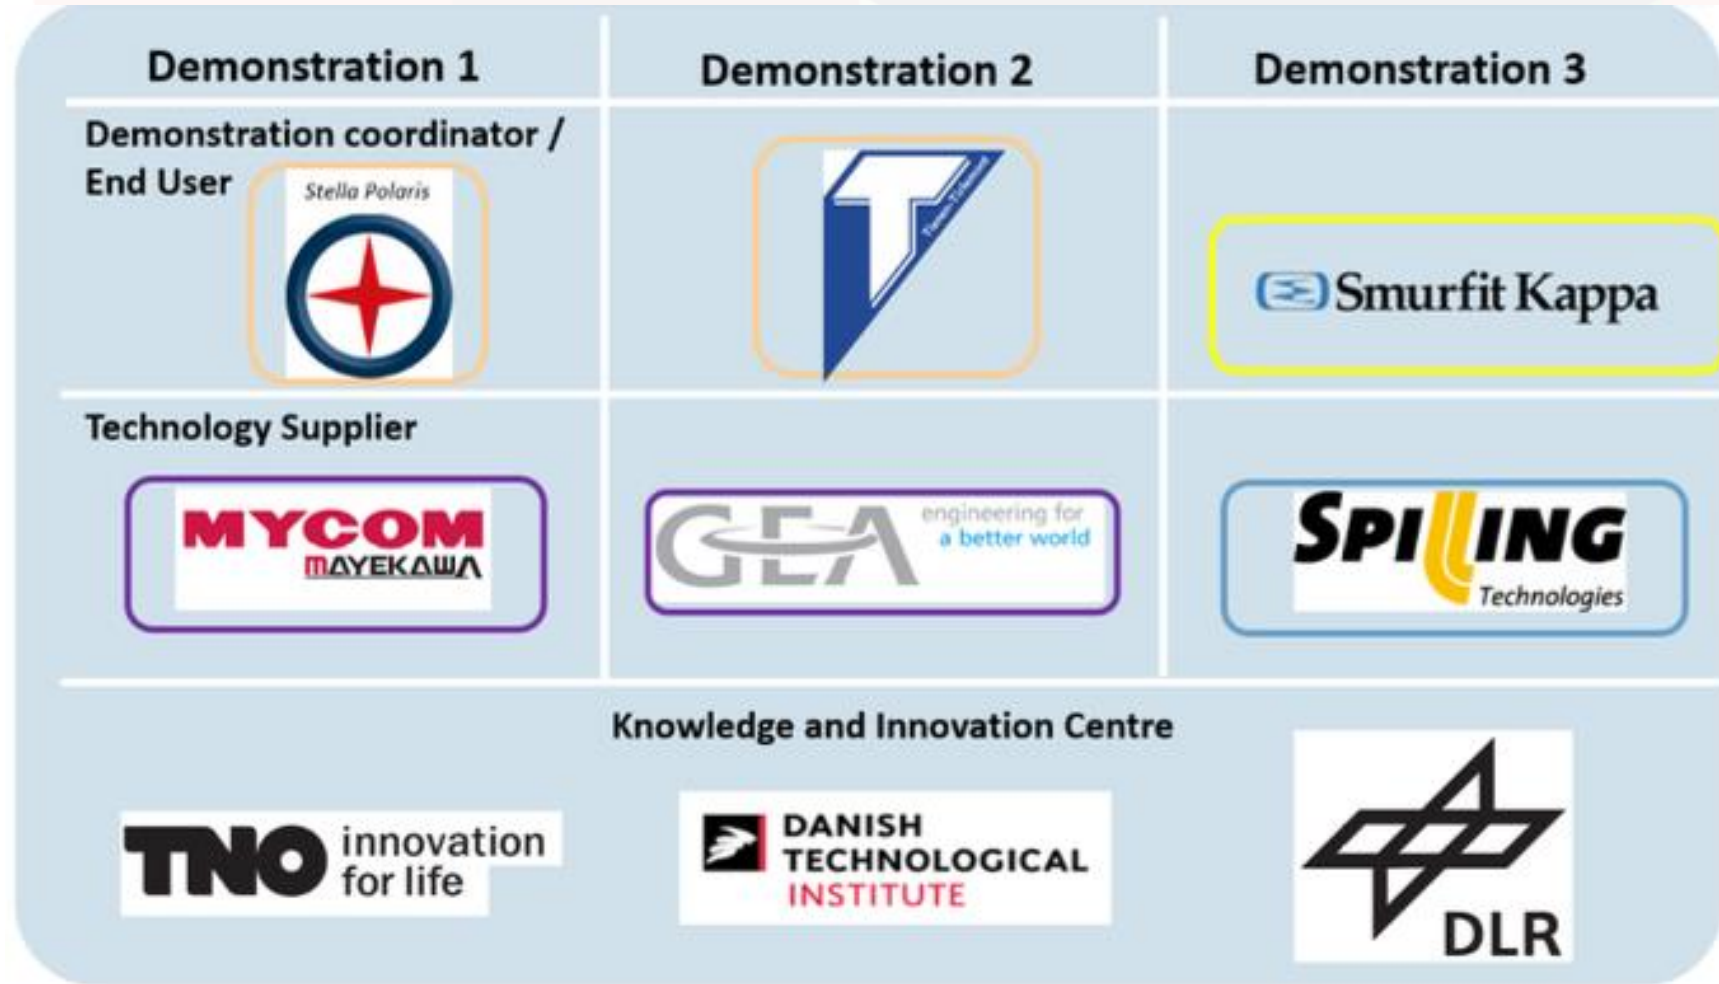 Demonstration 1
Demonstration 2
Demonstration 3
Demonstration coordinator /
End User
Stella Polaris
T
Smurfit Kappa
Technology Supplier
MYCOM
MAYEKAWA
GEA
engineering for
a better world
SPILLING
Technologies
Knowledge and Innovation Centre
TNO
innovation
for life
DANISH
TECHNOLOGICAL
INSTITUTE
DLR